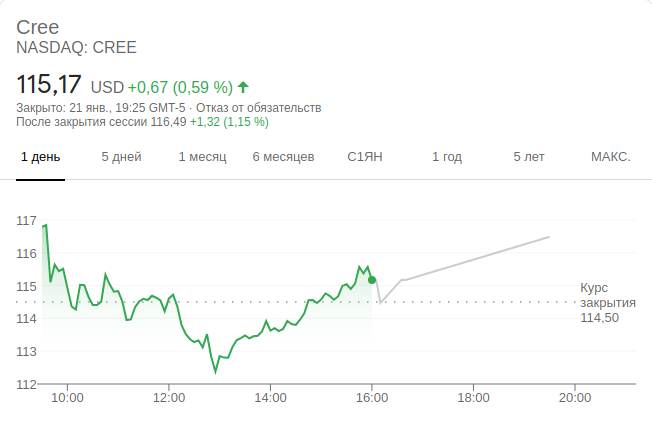 Cree
NASDAQ: CREE
115,17 USD +0,67 (0,59 %)
Закрыто: 21 янв., 19:25 GMT-5 · Отказ от обязательств
После закрытия сессии 116,49 +1,32 (1,15 %)
1 день 5 дней 1 месяц 6 месяцев С1ЯН 1 год 5 лет МАКС.
117
116
115
114
113
112
Курс
закрытия
114,50
10:00 12:00 14:00 16:00 18:00 20:00